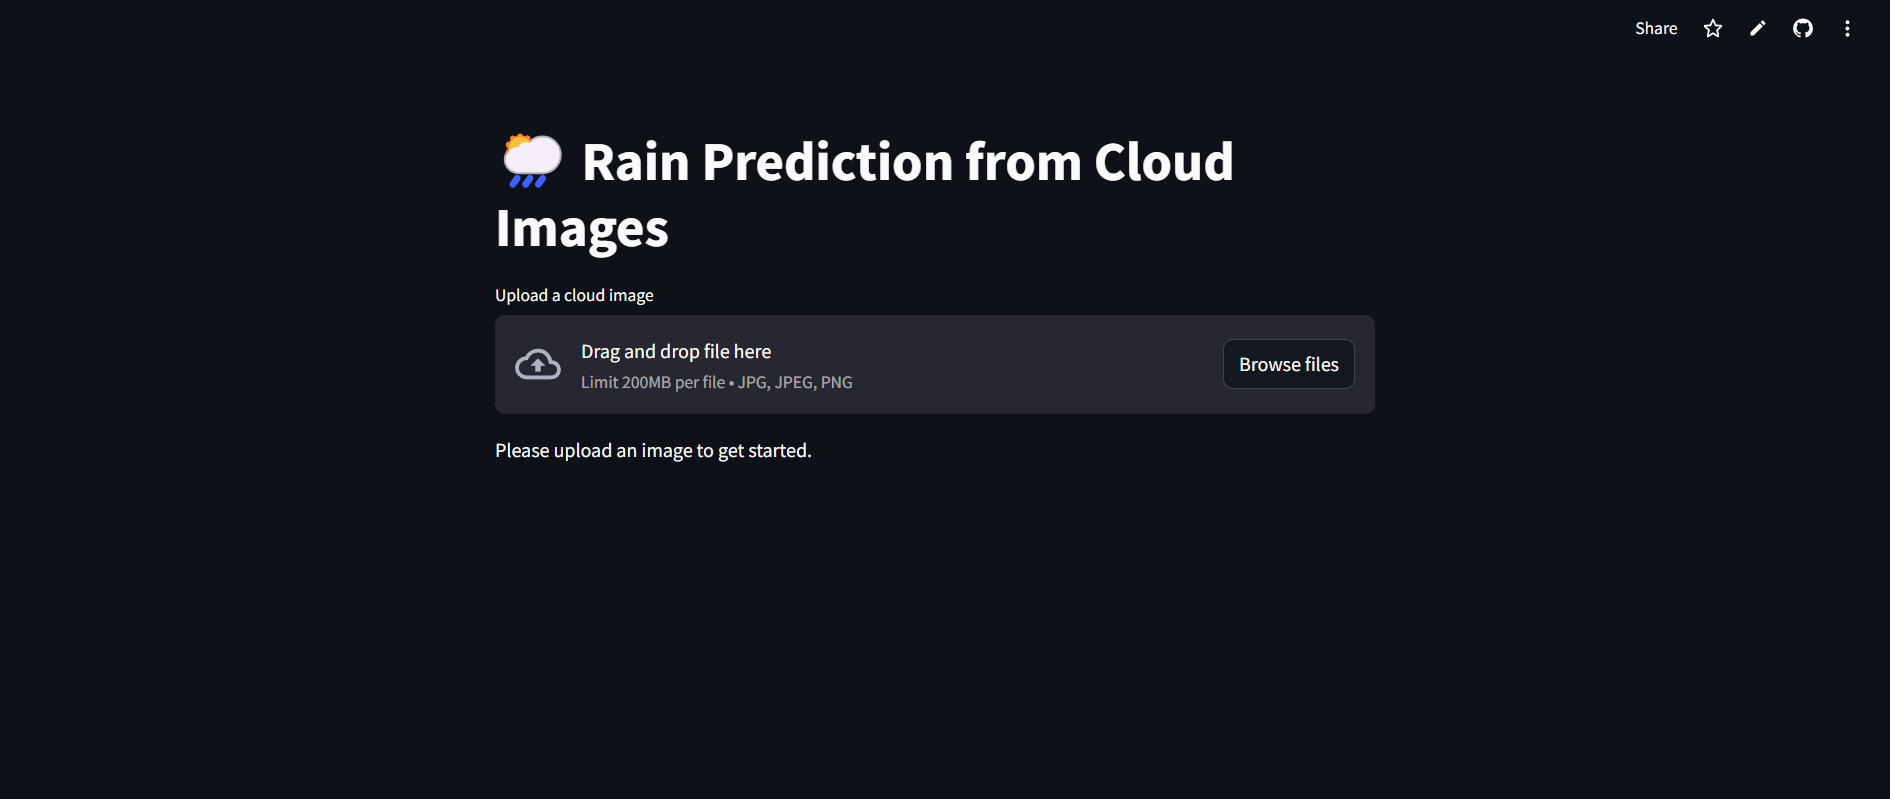 Share
Rain Prediction from Cloud
Images
Upload a cloud image
Drag and drop file here
Limit 200MB per file • JPG, JPEG, PNG
Browse files
Please upload an image to get started.